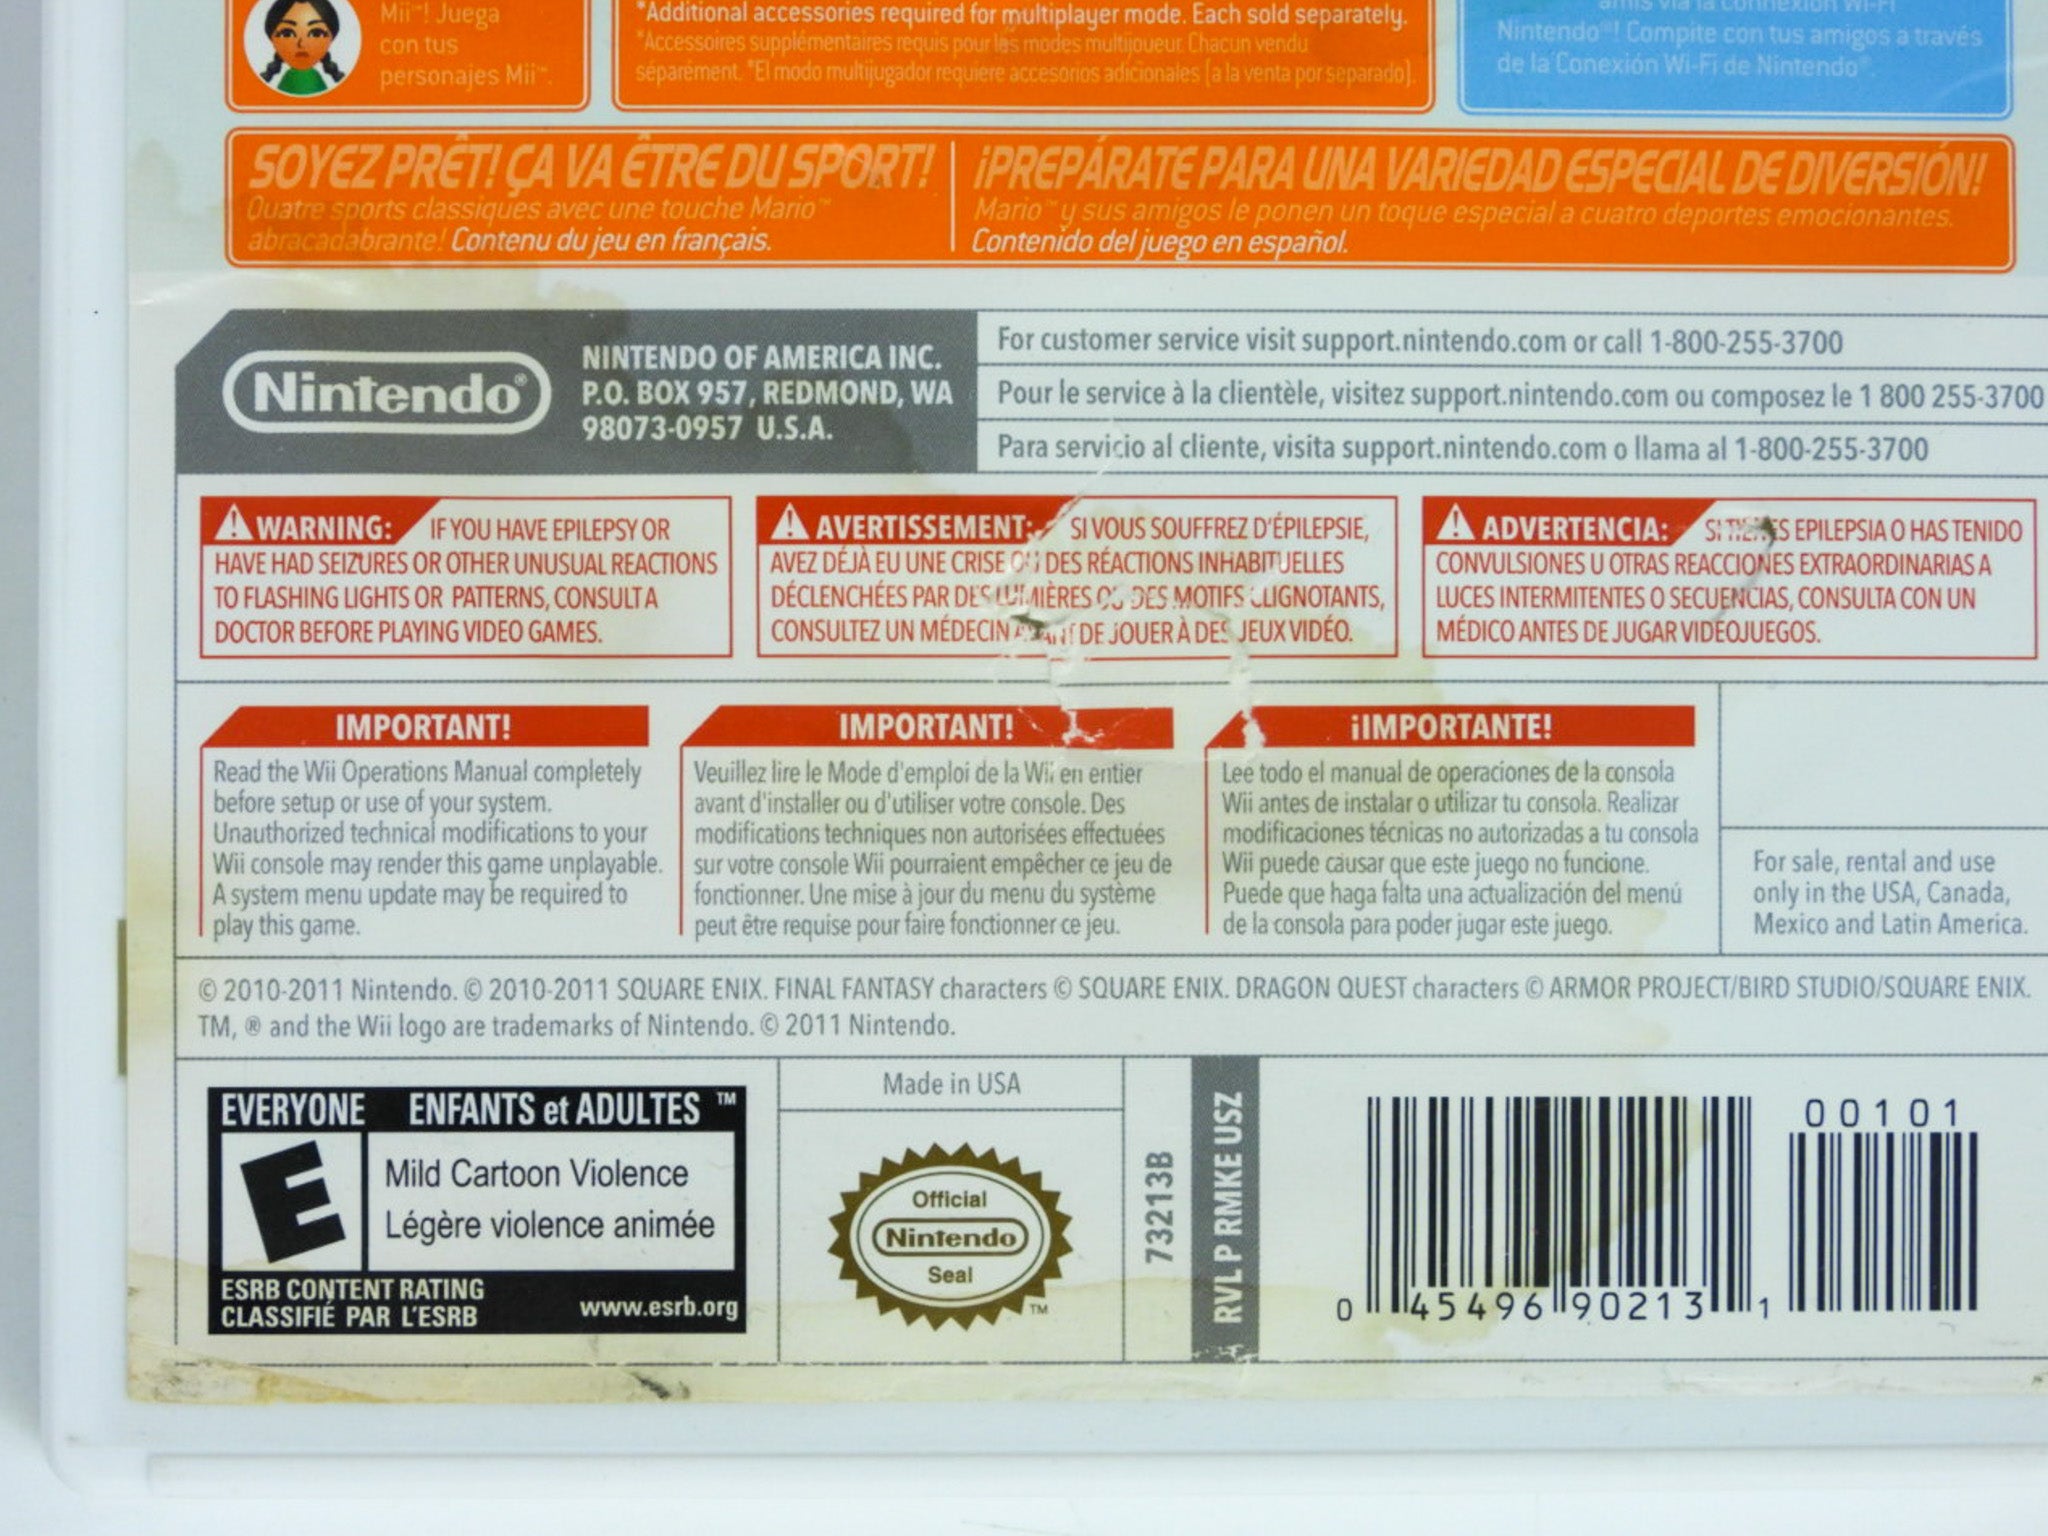 Mii™! Juega
con tus
personajes Mii™.
*Additional accessories required for multiplayer mode. Each sold separately.
*Accessoires supplémentaires requis pour les modes multijoueur. Chacun vendu
séparément. *El modo multijugador requiere accesorios adicionales (a la venta por separado).
amis via la connexion Wi-Fi
Nintendo®! Compite con tus amigos a través
de la Conexión Wi-Fi de Nintendo®.
SOYEZ PRÊT! ÇA VA ÊTRE DU SPORT!
Quatre sports classiques avec une touche Mario™
abracadabrante! Contenu du jeu en français.
¡PREPÁRATE PARA UNA VARIEDAD ESPECIAL DE DIVERSIÓN!
Mario™ y sus amigos le ponen un toque especial a cuatro deportes emocionantes.
Contenido del juego en español.
Nintendo®
NINTENDO OF AMERICA INC.
P.O. BOX 957, REDMOND, WA
98073-0957 U.S.A.
For customer service visit support.nintendo.com or call 1-800-255-3700
Pour le service à la clientèle, visitez support.nintendo.com ou composez le 1 800 255-3700
Para servicio al cliente, visita support.nintendo.com o llama al 1-800-255-3700
WARNING: IF YOU HAVE EPILEPSY OR
HAVE HAD SEIZURES OR OTHER UNUSUAL REACTIONS
TO FLASHING LIGHTS OR PATTERNS, CONSULT A
DOCTOR BEFORE PLAYING VIDEO GAMES.
AVERTISSEMENT: SI VOUS SOUFFREZ D'ÉPILEPSIE,
AVEZ DÉJÀ EU UNE CRISE OU DES RÉACTIONS INHABITUELLES
DÉCLENCHÉES PAR DES LUMIÈRES OU DES MOTIFS CLIGNOTANTS,
CONSULTEZ UN MÉDECIN AVANT DE JOUER À DES JEUX VIDÉO.
ADVERTENCIA: SI TIENES EPILEPSIA O HAS TENIDO
CONVULSIONES U OTRAS REACCIONES EXTRAORDINARIAS A
LUCES INTERMITENTES O SECUENCIAS, CONSULTA CON UN
MÉDICO ANTES DE JUGAR VIDEOJUEGOS.
IMPORTANT!
Read the Wii Operations Manual completely
before setup or use of your system.
Unauthorized technical modifications to your
Wii console may render this game unplayable.
A system menu update may be required to
play this game.
IMPORTANT!
Veuillez lire le Mode d'emploi de la Wii en entier
avant d'installer ou d'utiliser votre console. Des
modifications techniques non autorisées effectuées
sur votre console Wii pourraient empêcher ce jeu de
fonctionner. Une mise à jour du menu du système
peut être requise pour faire fonctionner ce jeu.
¡IMPORTANTE!
Lee todo el manual de operaciones de la consola
Wii antes de instalar o utilizar tu consola. Realizar
modificaciones técnicas no autorizadas a tu consola
Wii puede causar que este juego no funcione.
Puede que haga falta una actualización del menú
de la consola para poder jugar este juego.
For sale, rental and use
only in the USA, Canada,
Mexico and Latin America.
© 2010-2011 Nintendo. © 2010-2011 SQUARE ENIX. FINAL FANTASY characters © SQUARE ENIX. DRAGON QUEST characters © ARMOR PROJECT/BIRD STUDIO/SQUARE ENIX.
TM, ® and the Wii logo are trademarks of Nintendo. © 2011 Nintendo.
EVERYONE ENFANTS et ADULTES ™
E
Mild Cartoon Violence
Légère violence animée
ESRB CONTENT RATING
CLASSIFIÉ PAR L'ESRB
www.esrb.org
Made in USA
Official
Nintendo
Seal
™
73213B
RVL P RMKE USZ
00101
0 45496 90213 1